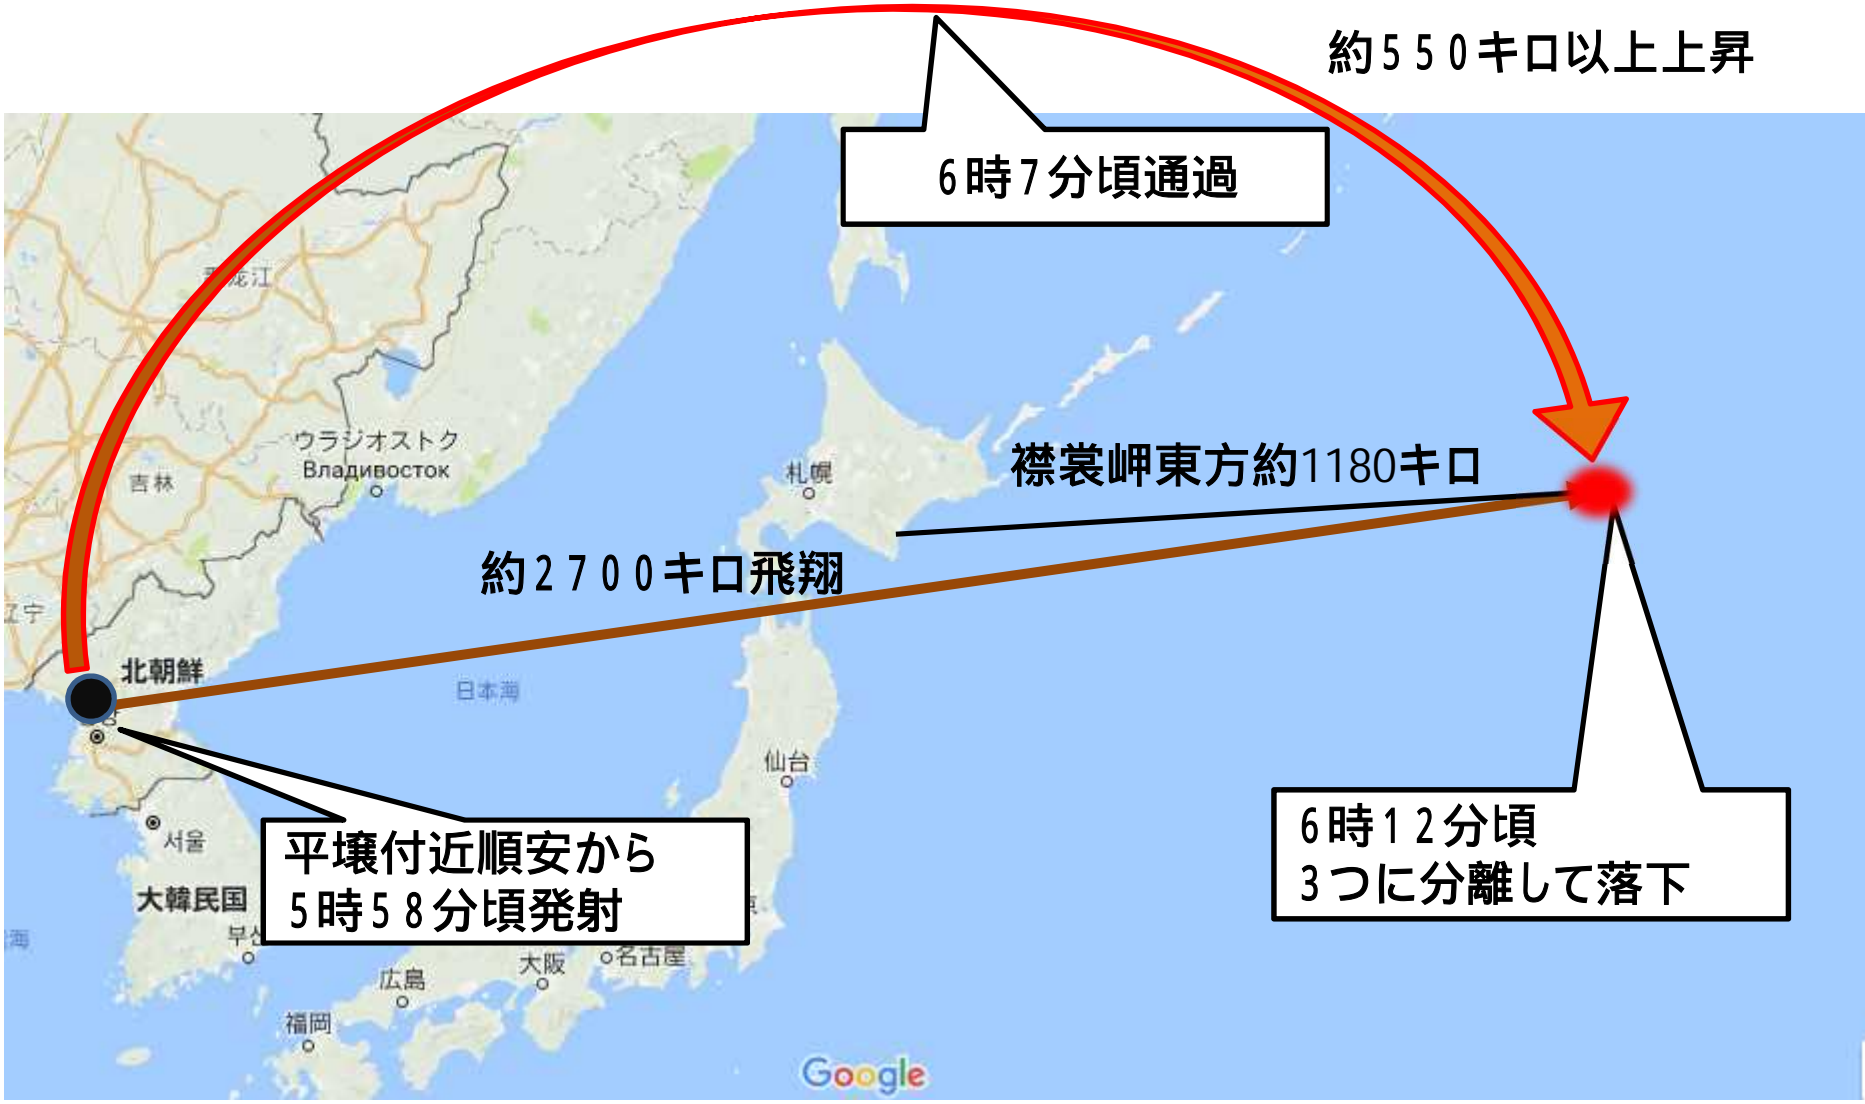 約550キロ以上上昇
6時7分頃通過
龙江
ウラジオストク
Владивосток
吉林
札幌
襟裳岬東方約1180キロ
約2700キロ飛翔
辽宁
北朝鮮
日本海
仙台
서울
平壌付近順安から
5時58分頃発射
6時12分頃
3つに分離して落下
大韓民国
海
大阪
名古屋
広島
福岡
Google